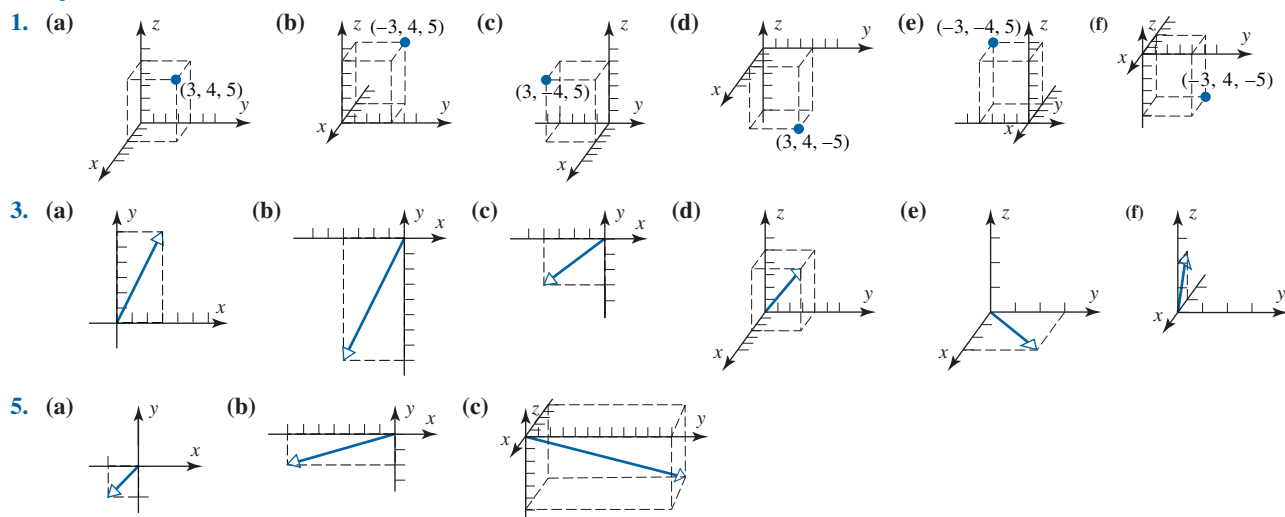 1. (a) z (3, 4, 5) y x (b) (−3, 4, 5) z y x (c) z (3, −4, 5) y x (d) z y x (3, 4, −5) (e) (−3, −4, 5) z y x (f) z y x (−3, 4, −5)
3. (a) y x (b) y x (c) y x (d) z y x (e) z y x (f) z y x
5. (a) y x (b) y x (c) z y x